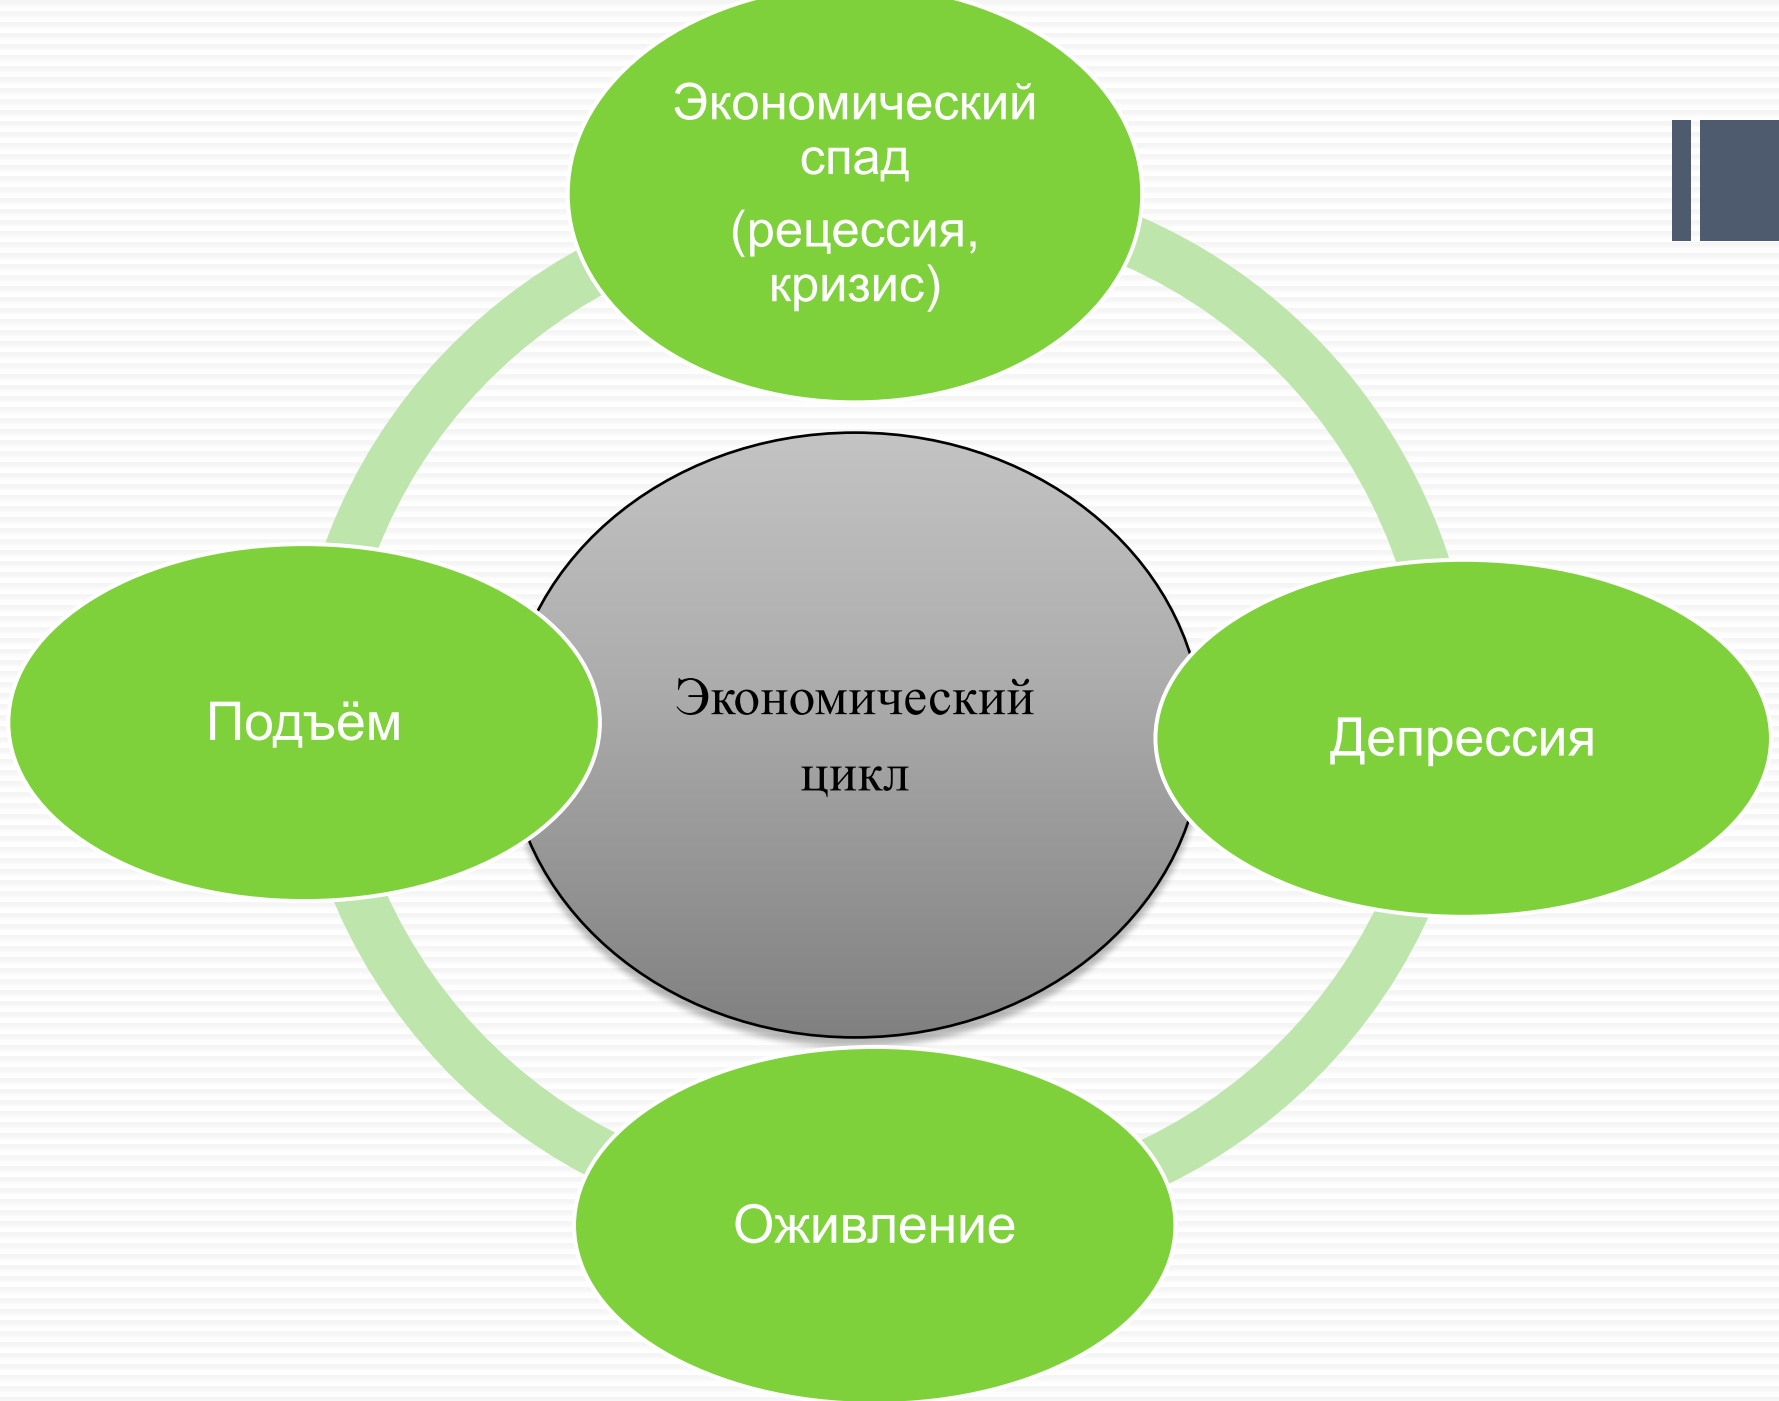 Экономический
спад
(рецессия,
кризис)
Подъём
Экономический
цикл
Депрессия
Оживление